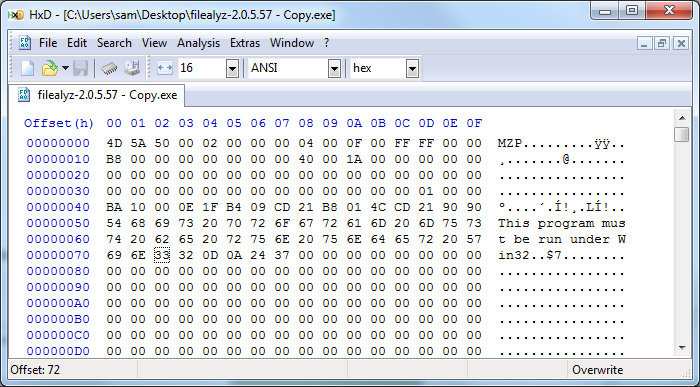 HxD - [C:\Users\sam\Desktop\filealyz-2.0.5.57 - Copy.exe]
File Edit Search View Analysis Extras Window ?
16 ANSI hex
filealyz-2.0.5.57 - Copy.exe
Offset(h) 00 01 02 03 04 05 06 07 08 09 0A 0B 0C 0D 0E 0F
00000000 4D 5A 50 00 02 00 00 00 04 00 0F 00 FF FF 00 00 MZP.........ÿÿ..
00000010 B8 00 00 00 00 00 00 00 40 00 1A 00 00 00 00 00 ¸.......@.......
00000020 00 00 00 00 00 00 00 00 00 00 00 00 00 00 00 00 ................
00000030 00 00 00 00 00 00 00 00 00 00 00 00 00 01 00 00 ................
00000040 BA 10 00 0E 1F B4 09 CD 21 B8 01 4C CD 21 90 90 º....´.Í!¸.LÍ!..
00000050 54 68 69 73 20 70 72 6F 67 72 61 6D 20 6D 75 73 This program mus
00000060 74 20 62 65 20 72 75 6E 20 75 6E 64 65 72 20 57 t be run under W
00000070 69 6E 33 32 0D 0A 24 37 00 00 00 00 00 00 00 00 in32..$7........
00000080 00 00 00 00 00 00 00 00 00 00 00 00 00 00 00 00 ................
00000090 00 00 00 00 00 00 00 00 00 00 00 00 00 00 00 00 ................
000000A0 00 00 00 00 00 00 00 00 00 00 00 00 00 00 00 00 ................
000000B0 00 00 00 00 00 00 00 00 00 00 00 00 00 00 00 00 ................
000000C0 00 00 00 00 00 00 00 00 00 00 00 00 00 00 00 00 ................
000000D0 00 00 00 00 00 00 00 00 00 00 00 00 00 00 00 00 ................
Offset: 72 Overwrite